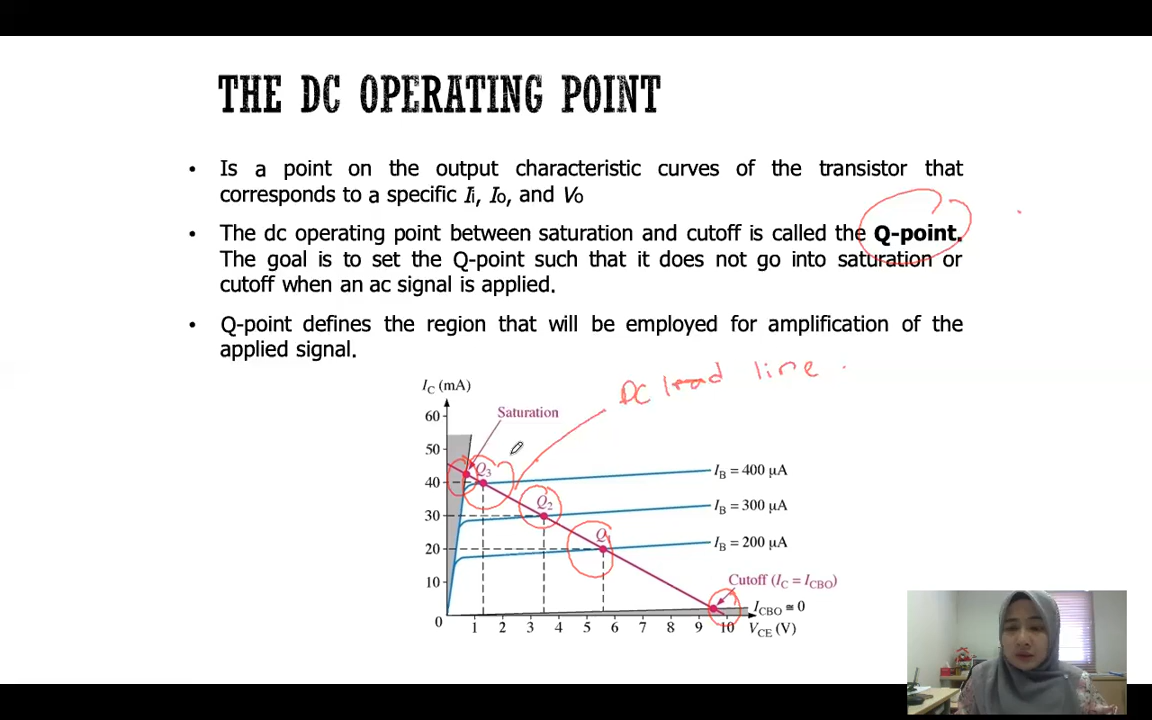 THE DC OPERATING POINT
• Is a point on the output characteristic curves of the transistor that
corresponds to a specific Ii, Io, and Vo
• The dc operating point between saturation and cutoff is called the Q-point.
The goal is to set the Q-point such that it does not go into saturation or
cutoff when an ac signal is applied.
• Q-point defines the region that will be employed for amplification of the
applied signal.
DC load line.
IC (mA)
60
Saturation
50
Q3
IB = 400 μA
40
Q2
IB = 300 μA
30
Q1
IB = 200 μA
20
Cutoff (IC = ICBO)
10
ICBO ≅ 0
0 1 2 3 4 5 6 7 8 9 10 VCE (V)